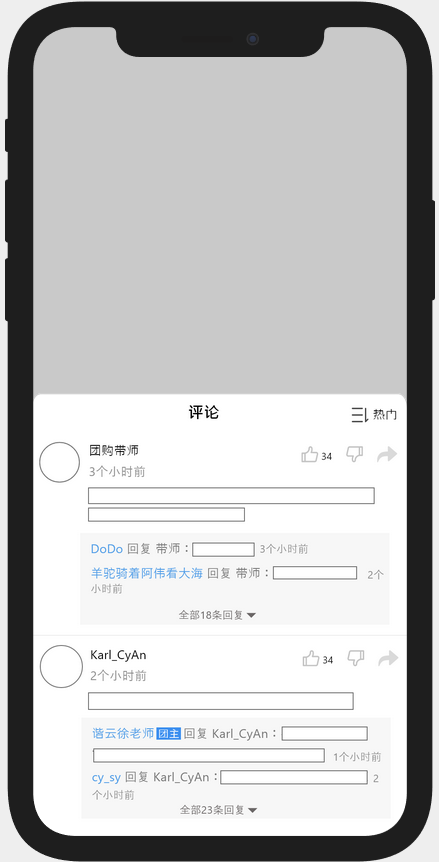 评论
热门
团购带师
34
3个小时前
DoDo 回复 带师： 3个小时前
羊驼骑着阿伟看大海 回复 带师： 2个
小时前
全部18条回复
Karl_CyAn
34
2个小时前
谐云徐老师 团主 回复 Karl_CyAn：
1个小时前
cy_sy 回复 Karl_CyAn： 2
个小时前
全部23条回复